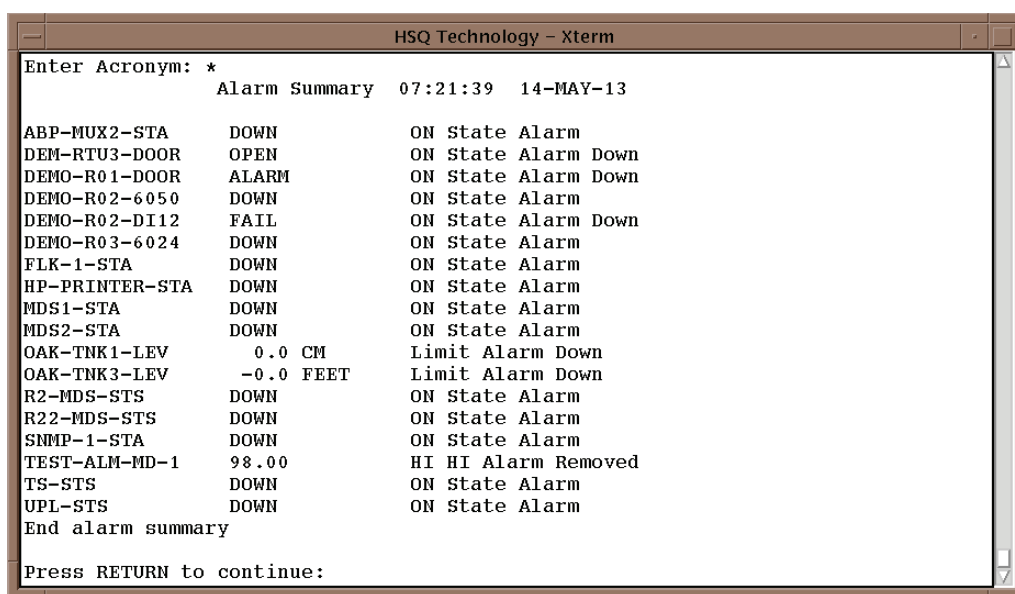 HSQ Technology – Xterm
Enter Acronym: *
Alarm Summary 07:21:39 14-MAY-13
ABP-MUX2-STA DOWN ON State Alarm
DEM-RTU3-DOOR OPEN ON State Alarm Down
DEMO-R01-DOOR ALARM ON State Alarm Down
DEMO-R02-6050 DOWN ON State Alarm
DEMO-R02-DI12 FAIL ON State Alarm Down
DEMO-R03-6024 DOWN ON State Alarm
FLK-1-STA DOWN ON State Alarm
HP-PRINTER-STA DOWN ON State Alarm
MDS1-STA DOWN ON State Alarm
MDS2-STA DOWN ON State Alarm
OAK-TNK1-LEV 0.0 CM Limit Alarm Down
OAK-TNK3-LEV -0.0 FEET Limit Alarm Down
R2-MDS-STS DOWN ON State Alarm
R22-MDS-STS DOWN ON State Alarm
SNMP-1-STA DOWN ON State Alarm
TEST-ALM-MD-1 98.00 HI HI Alarm Removed
TS-STS DOWN ON State Alarm
UPL-STS DOWN ON State Alarm
End alarm summary
Press RETURN to continue: